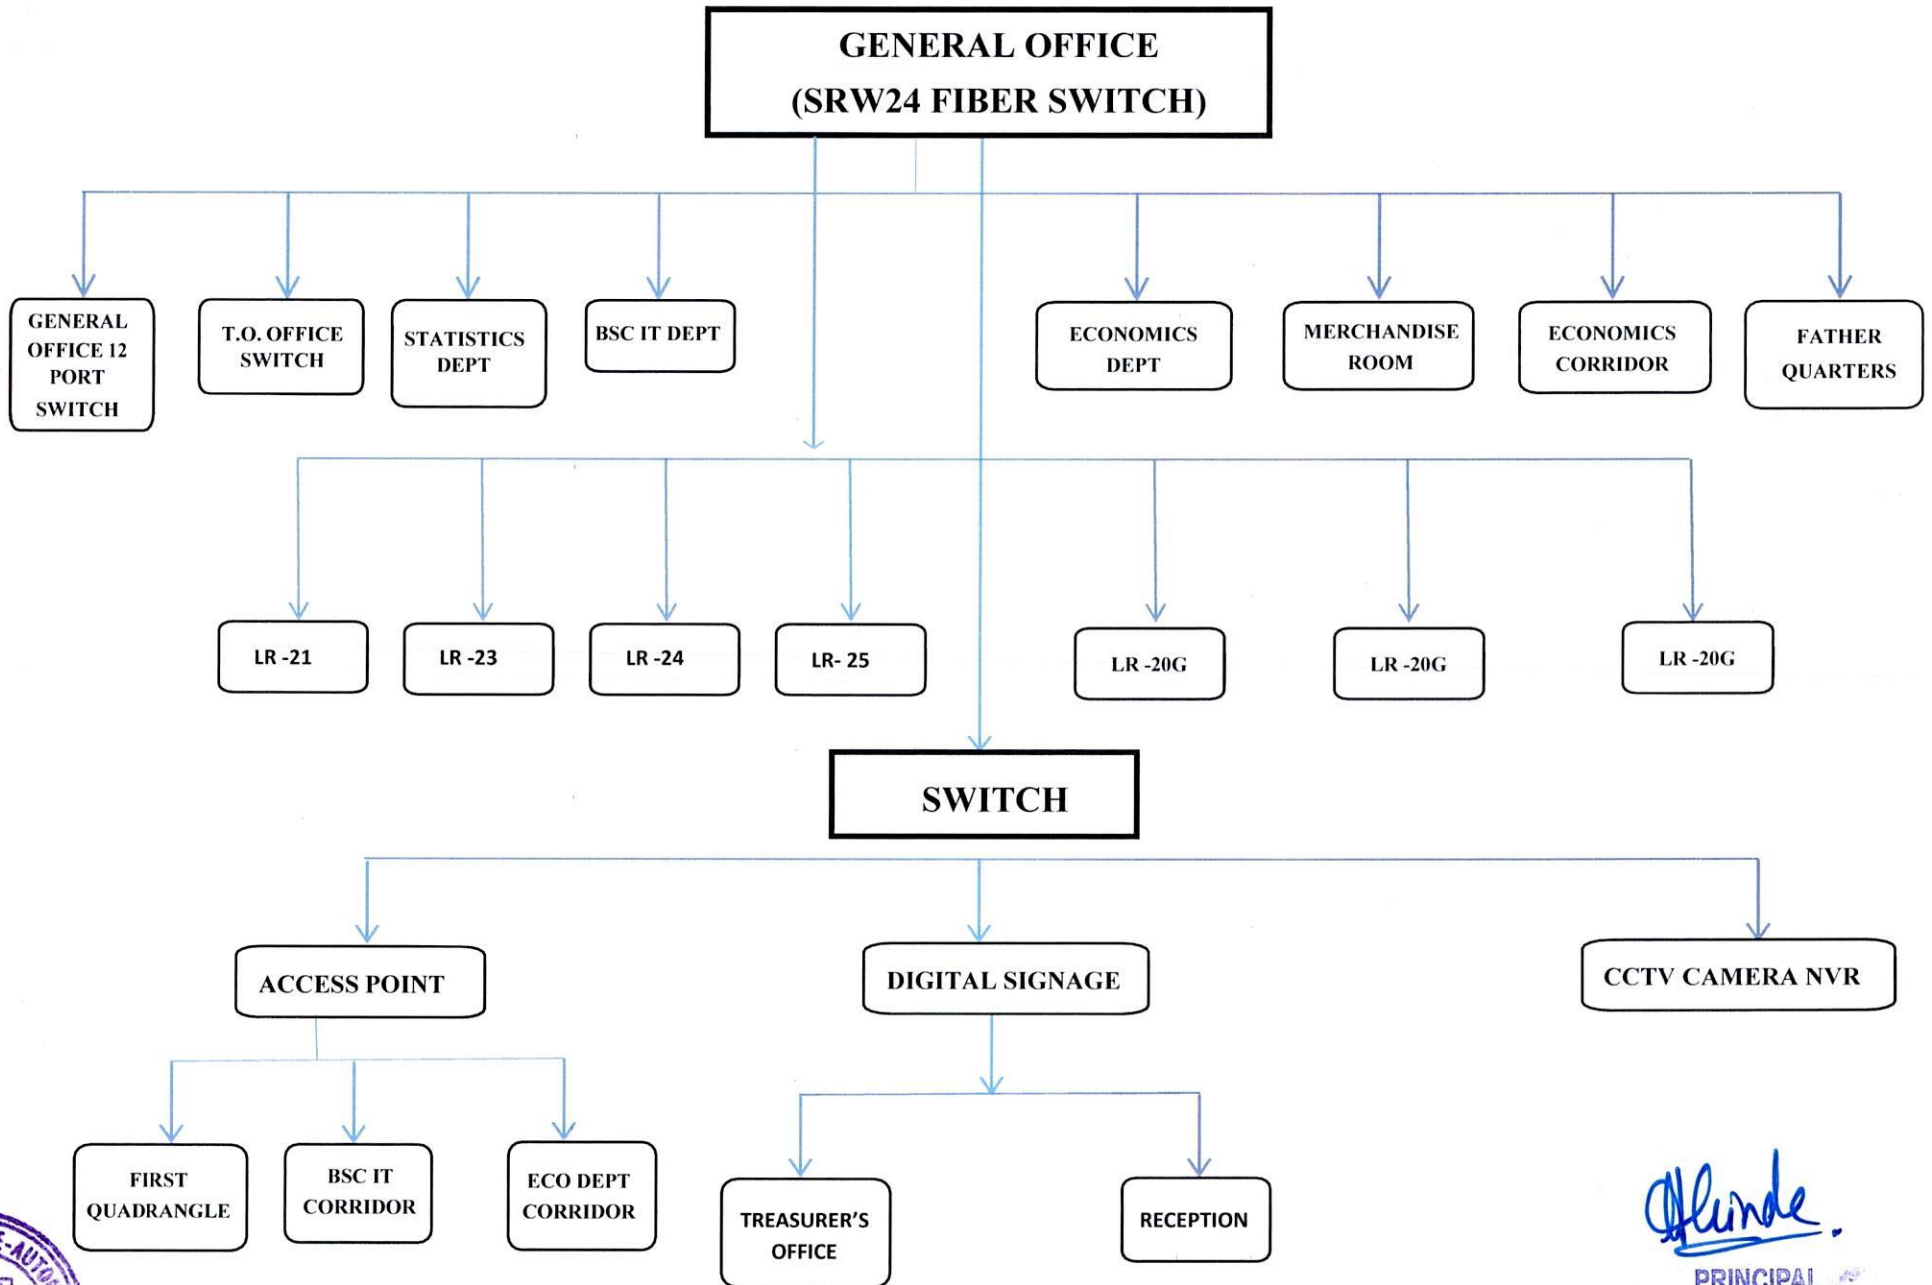 GENERAL OFFICE
(SRW24 FIBER SWITCH)
GENERAL
OFFICE 12
PORT
SWITCH
T.O. OFFICE
SWITCH
STATISTICS
DEPT
BSC IT DEPT
ECONOMICS
DEPT
MERCHANDISE
ROOM
ECONOMICS
CORRIDOR
FATHER
QUARTERS
LR -21
LR -23
LR -24
LR- 25
LR -20G
LR -20G
LR -20G
SWITCH
ACCESS POINT
DIGITAL SIGNAGE
CCTV CAMERA NVR
FIRST
QUADRANGLE
BSC IT
CORRIDOR
ECO DEPT
CORRIDOR
TREASURER'S
OFFICE
RECEPTION
PRINCIPAL